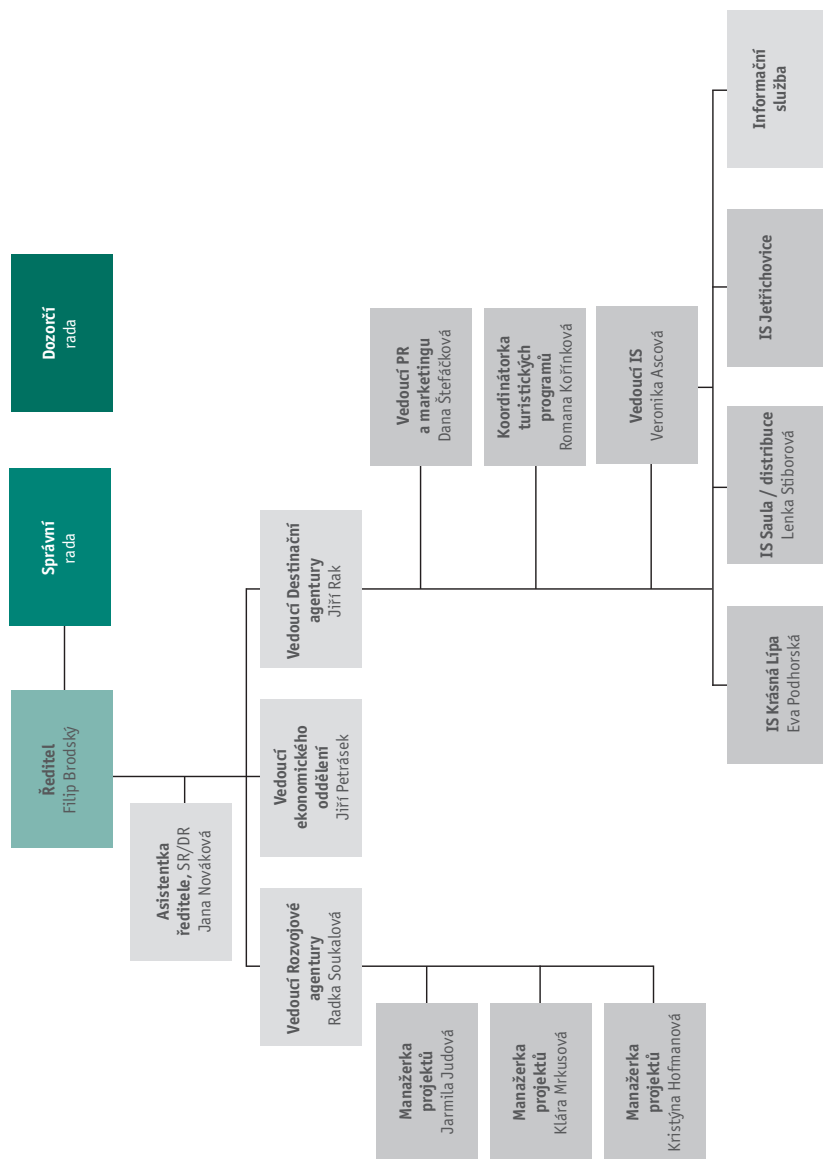 Ředitel
Filip Brodský
Správní
rada
Dozorčí
rada
Asistentka
ředitele, SR/DR
Jana Nováková
Vedoucí Rozvojové
agentury
Radka Soukalová
Vedoucí
ekonomického
oddělení
Jiří Petrásek
Vedoucí Destinační
agentury
Jiří Rak
Manažerka
projektů
Jarmila Judová
Manažerka
projektů
Klára Mrkusová
Manažerka
projektů
Kristýna Hofmanová
Vedoucí PR
a marketingu
Dana Štefáčková
Koordinátorka
turistických
programů
Romana Kořínková
Vedoucí IS
Veronika Ascová
IS Krásná Lípa
Eva Podhorská
IS Saula / distribuce
Lenka Stiborová
IS Jetřichovice
Informační
služba